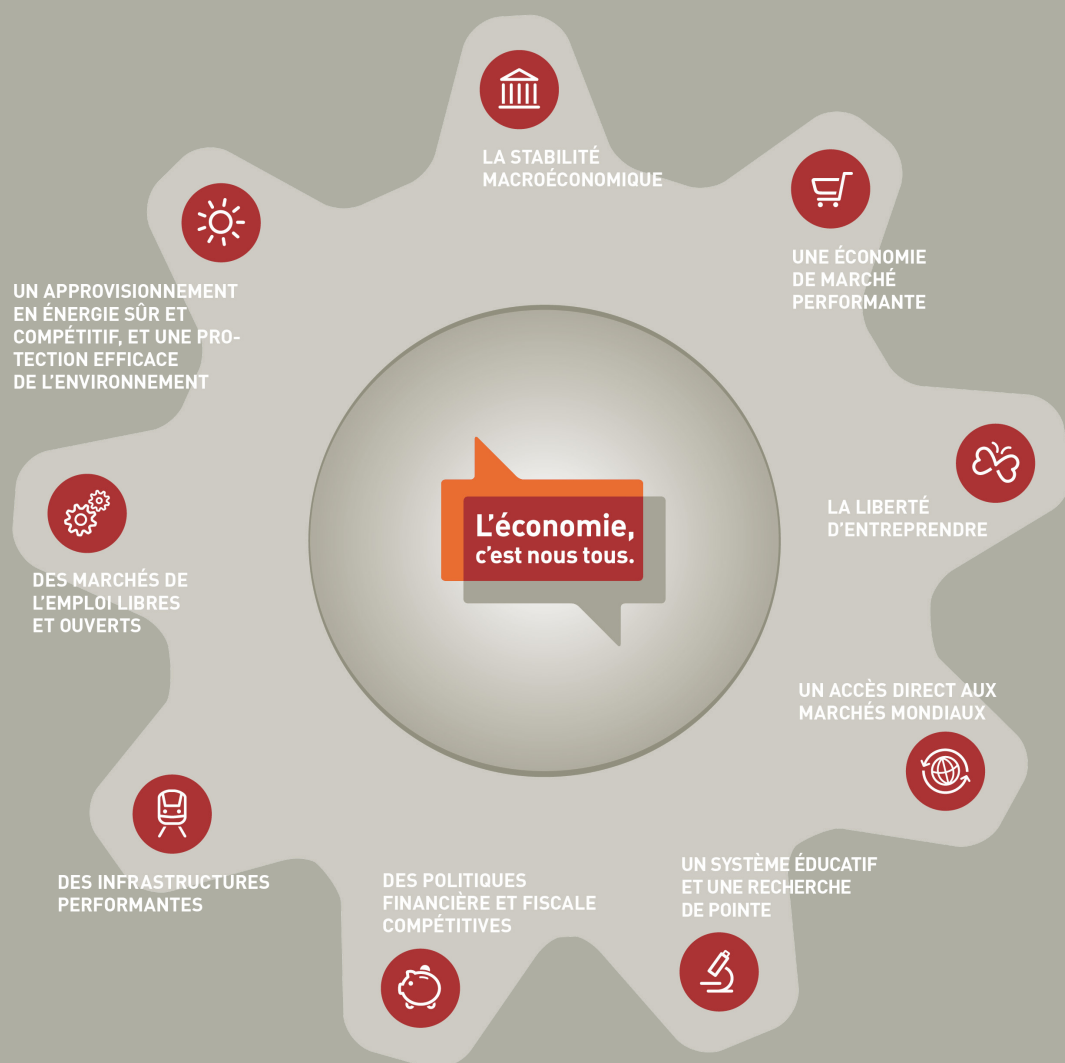 LA STABILITÉ
MACROÉCONOMIQUE
UNE ÉCONOMIE
DE MARCHÉ
PERFORMANTE
LA LIBERTÉ
D'ENTREPRENDRE
UN ACCÈS DIRECT AUX
MARCHÉS MONDIAUX
UN SYSTÈME ÉDUCATIF
ET UNE RECHERCHE
DE POINTE
DES POLITIQUES
FINANCIÈRE ET FISCALE
COMPÉTITIVES
DES INFRASTRUCTURES
PERFORMANTES
DES MARCHÉS DE
L'EMPLOI LIBRES
ET OUVERTS
UN APPROVISIONNEMENT
EN ÉNERGIE SÛR ET
COMPÉTITIF, ET UNE PRO-
TECTION EFFICACE
DE L'ENVIRONNEMENT
L'économie,
c'est nous tous.